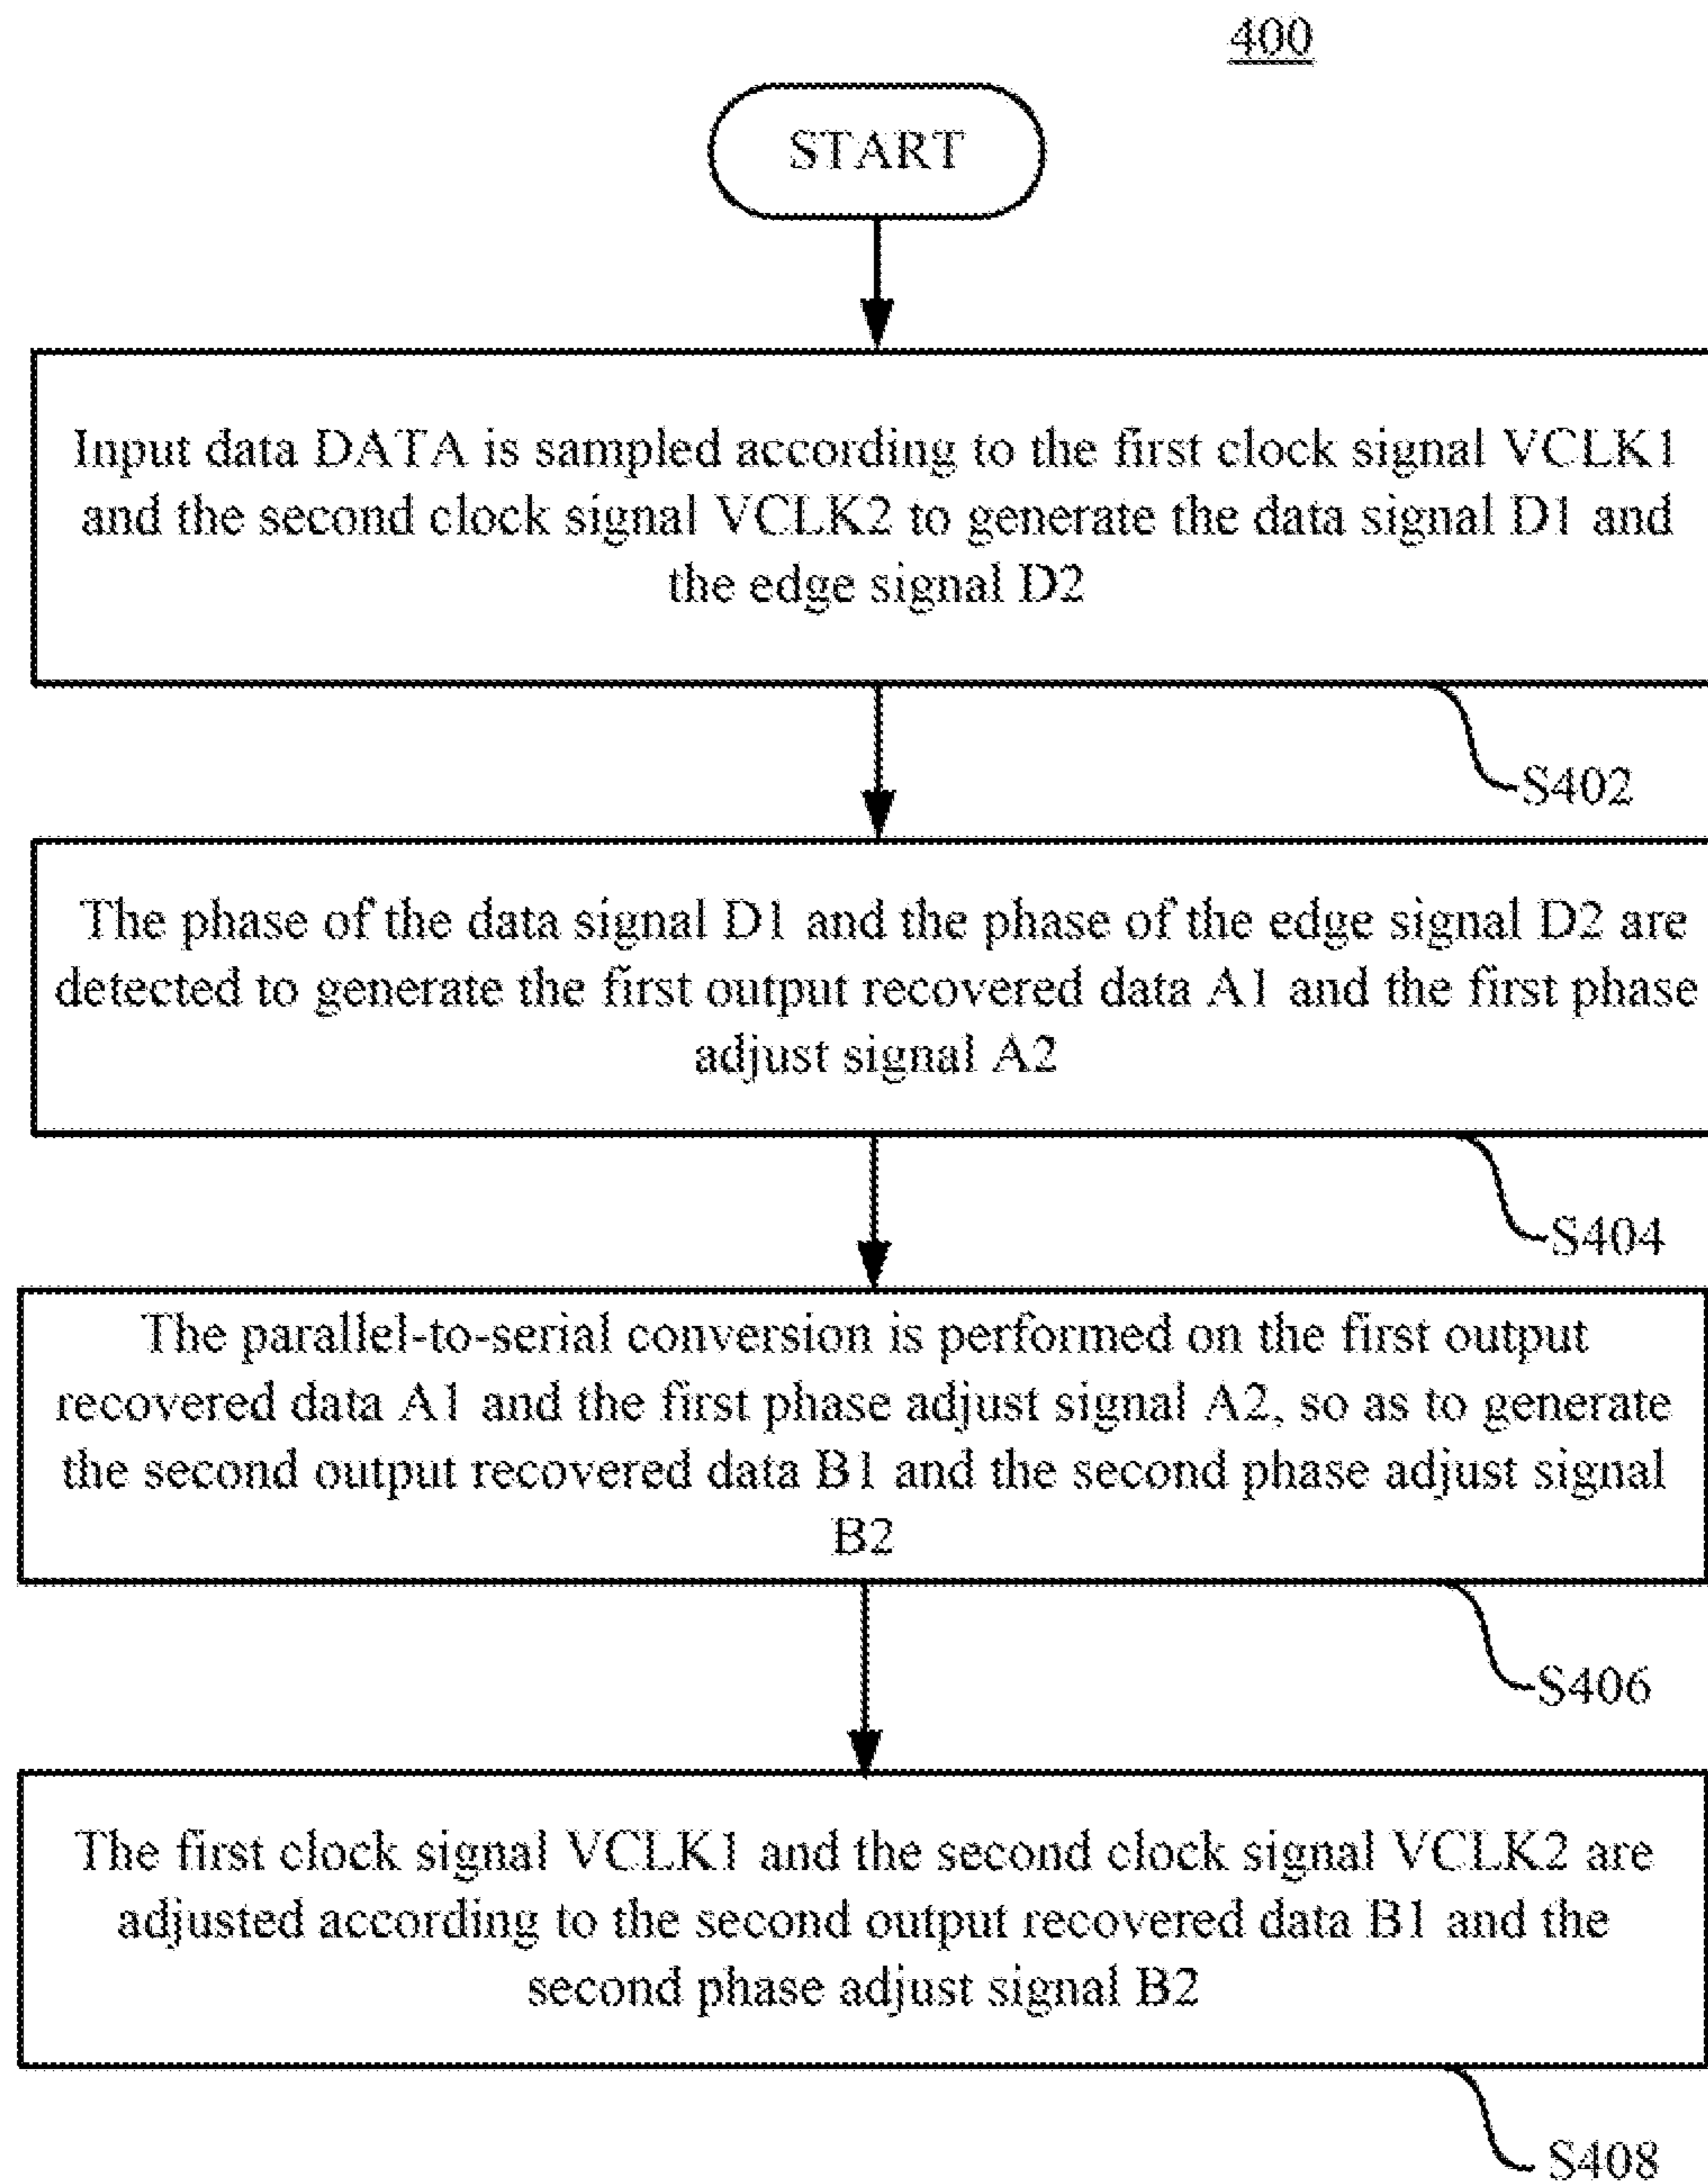 400
START
Input data DATA is sampled according to the first clock signal VCLK1
and the second clock signal VCLK2 to generate the data signal D1 and
the edge signal D2
S402
The phase of the data signal D1 and the phase of the edge signal D2 are
detected to generate the first output recovered data A1 and the first phase
adjust signal A2
S404
The parallel-to-serial conversion is performed on the first output
recovered data A1 and the first phase adjust signal A2, so as to generate
the second output recovered data B1 and the second phase adjust signal
B2
S406
The first clock signal VCLK1 and the second clock signal VCLK2 are
adjusted according to the second output recovered data B1 and the
second phase adjust signal B2
S408